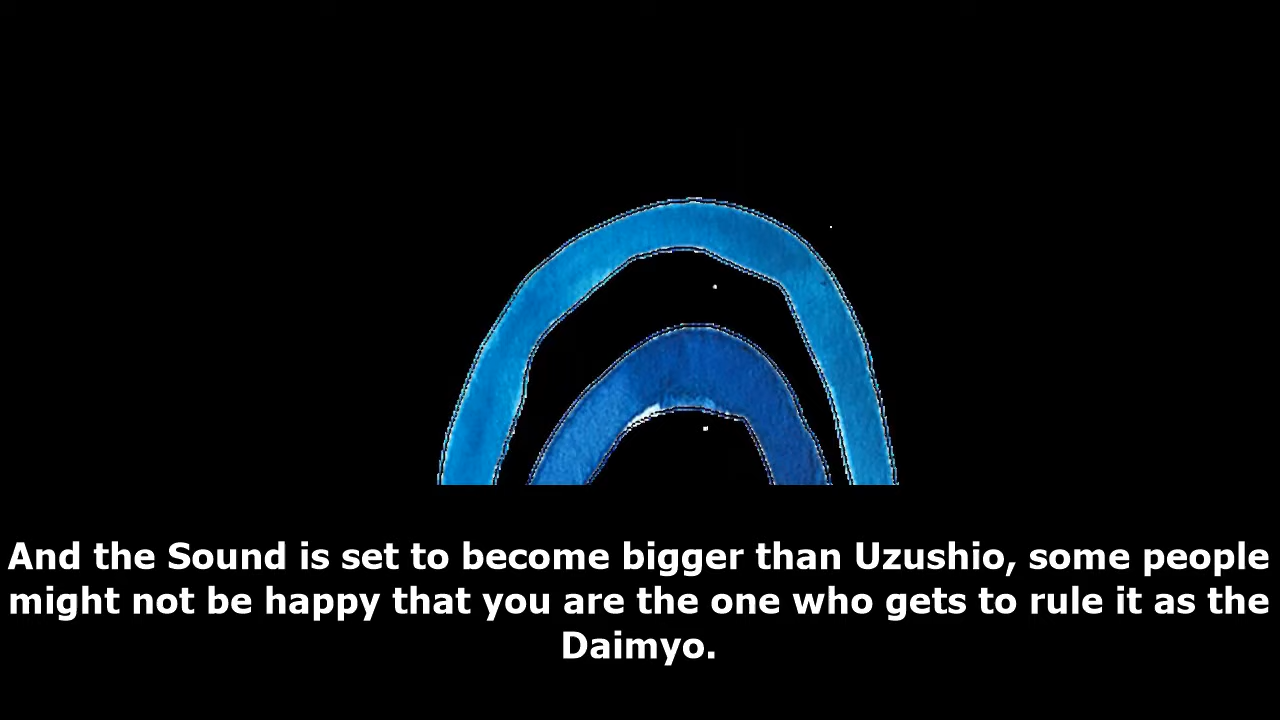 And the Sound is set to become bigger than Uzushio, some people
might not be happy that you are the one who gets to rule it as the
Daimyo.